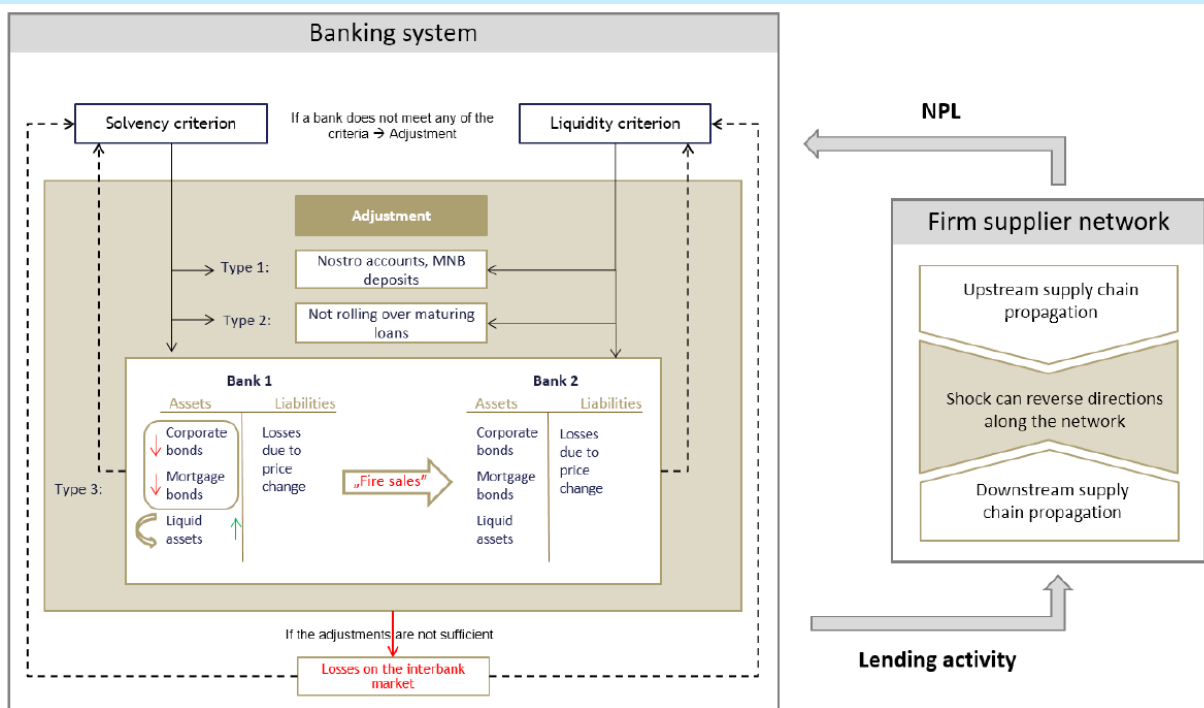 Banking system
Solvency criterion
If a bank does not meet any of the
criteria → Adjustment
Liquidity criterion
Adjustment
Type 1:
Nostro accounts, MNB
deposits
Type 2:
Not rolling over maturing
loans
Type 3:
Bank 1
Assets
Liabilities
Corporate
bonds
Mortgage
bonds
Liquid
assets
Losses
due to
price
change
„Fire sales”
Bank 2
Assets
Liabilities
Corporate
bonds
Mortgage
bonds
Liquid
assets
Losses
due to
price
change
If the adjustments are not sufficient
Losses on the interbank
market
NPL
Firm supplier network
Upstream supply chain
propagation
Shock can reverse directions
along the network
Downstream supply
chain propagation
Lending activity